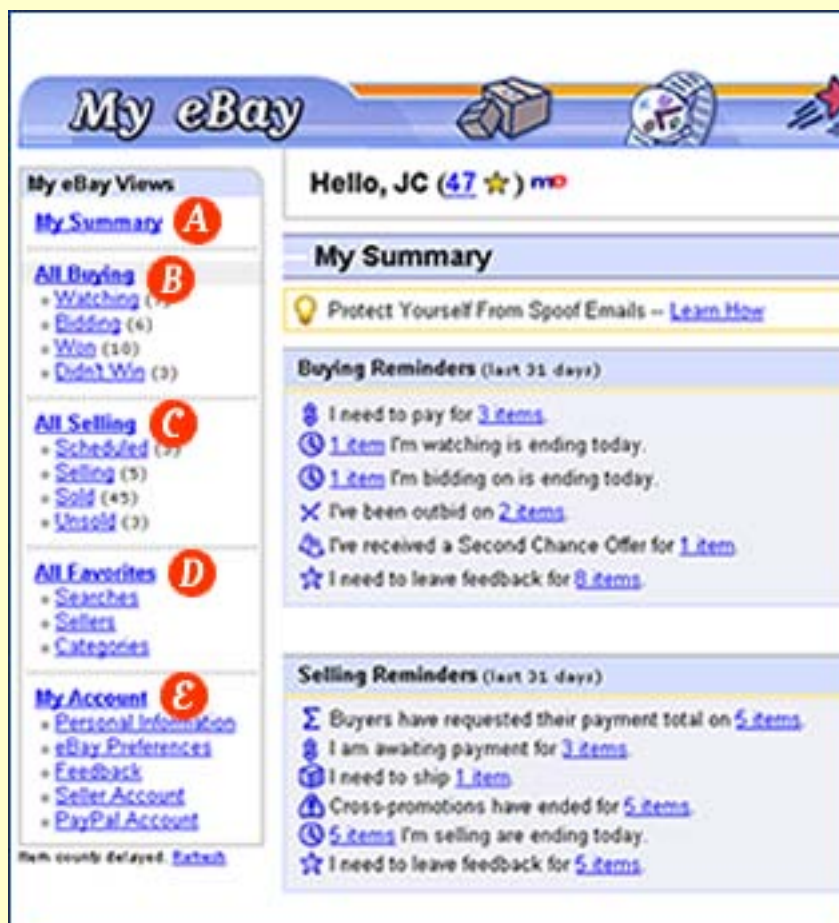 My eBay
My eBay Views
My Summary A
All Buying B
Watching
Bidding (6)
Won (10)
Didn't Win (3)
All Selling C
Scheduled
Selling (5)
Sold (45)
Unsold (3)
All Favorites D
Searches
Sellers
Categories
My Account E
Personal Information
eBay Preferences
Feedback
Seller Account
PayPal Account
Item counts delayed. Refresh
Hello, JC (47 ) me
My Summary
Protect Yourself From Spoof Emails -- Learn How
Buying Reminders (last 31 days)
I need to pay for 3 items.
1 item I'm watching is ending today.
1 item I'm bidding on is ending today.
I've been outbid on 2 items.
I've received a Second Chance Offer for 1 item.
I need to leave feedback for 8 items.
Selling Reminders (last 31 days)
Buyers have requested their payment total on 5 items.
I am awaiting payment for 3 items.
I need to ship 1 item.
Cross-promotions have ended for 5 items.
5 items I'm selling are ending today.
I need to leave feedback for 5 items.